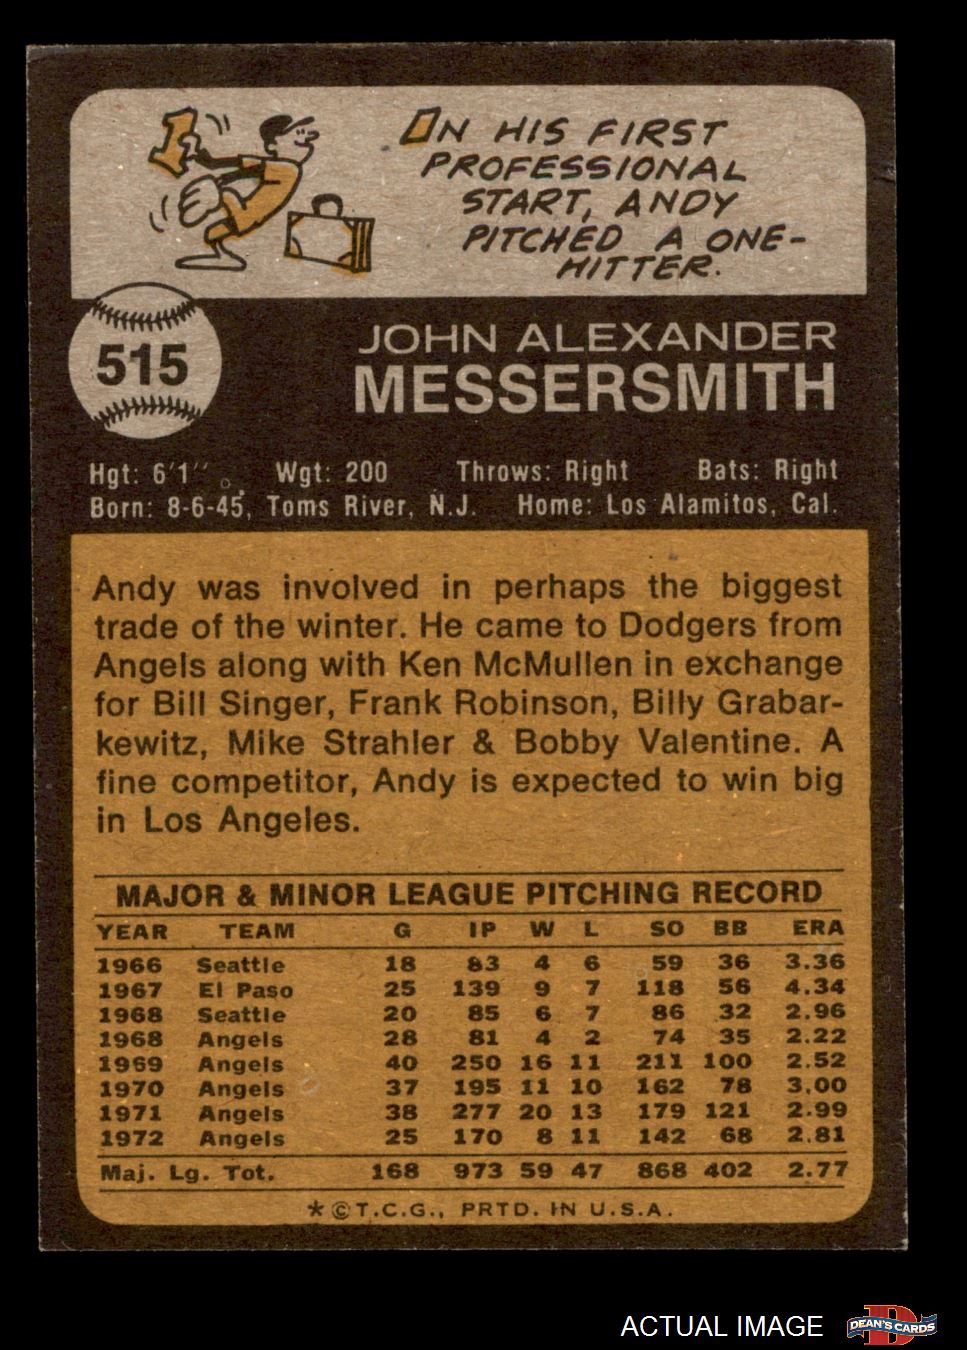 IN HIS FIRST
PROFESSIONAL
START, ANDY
PITCHED A ONE-
HITTER.
515
JOHN ALEXANDER
MESSERSMITH
Hgt: 6'1" Wgt: 200 Throws: Right Bats: Right
Born: 8-6-45, Toms River, N.J. Home: Los Alamitos, Cal.
Andy was involved in perhaps the biggest
trade of the winter. He came to Dodgers from
Angels along with Ken McMullen in exchange
for Bill Singer, Frank Robinson, Billy Grabar-
kewitz, Mike Strahler & Bobby Valentine. A
fine competitor, Andy is expected to win big
in Los Angeles.
MAJOR & MINOR LEAGUE PITCHING RECORD
YEAR TEAM G IP W L SO BB ERA
1966 Seattle 18 83 4 6 59 36 3.36
1967 El Paso 25 139 9 7 118 56 4.34
1968 Seattle 20 85 6 7 86 32 2.96
1968 Angels 28 81 4 2 74 35 2.22
1969 Angels 40 250 16 11 211 100 2.52
1970 Angels 37 195 11 10 162 78 3.00
1971 Angels 38 277 20 13 179 121 2.99
1972 Angels 25 170 8 11 142 68 2.81
Maj. Lg. Tot. 168 973 59 47 868 402 2.77
*©T.C.G., PRTD. IN U.S.A.
ACTUAL IMAGE
DEAN'S CARDS